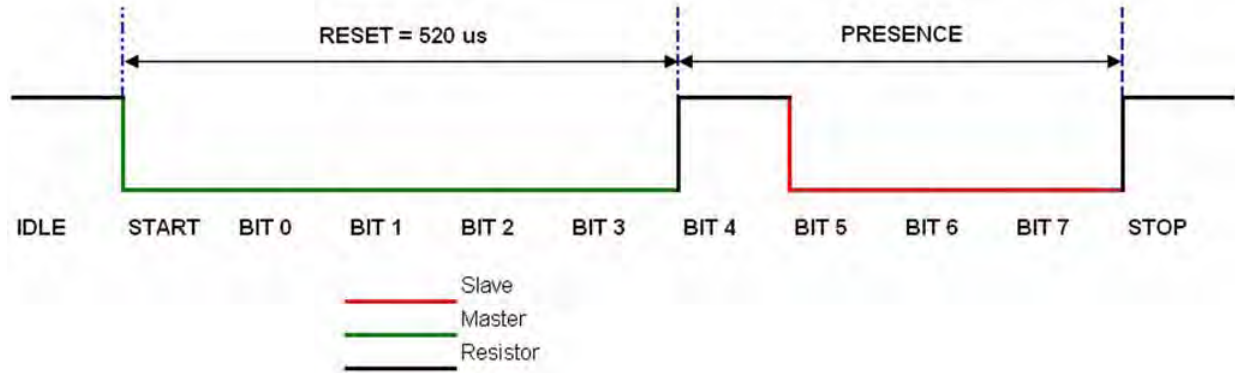 RESET = 520 us PRESENCE
IDLE START BIT 0 BIT 1 BIT 2 BIT 3 BIT 4 BIT 5 BIT 6 BIT 7 STOP
Slave
Master
Resistor